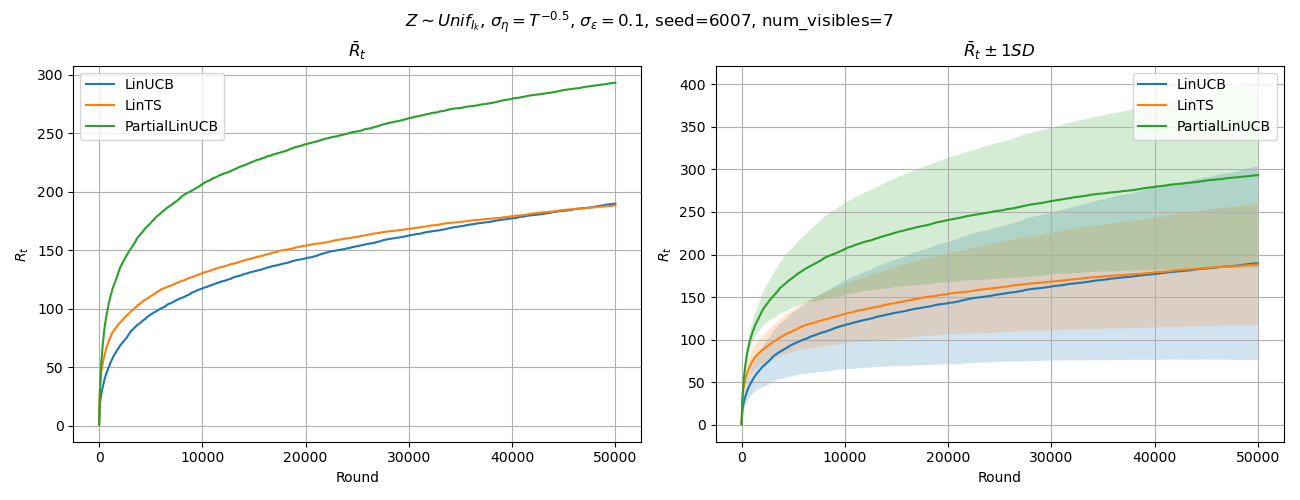 Z ∼ Unif_{I_k}, σ_η = T^{−0.5}, σ_ε = 0.1, seed=6007, num_visibles=7
R̄_t
R_t
300
250
200
150
100
50
0
LinUCB
LinTS
PartialLinUCB
0 10000 20000 30000 40000 50000
Round
R̄_t ± 1SD
R_t
400
350
300
250
200
150
100
50
0
LinUCB
LinTS
PartialLinUCB
0 10000 20000 30000 40000 50000
Round